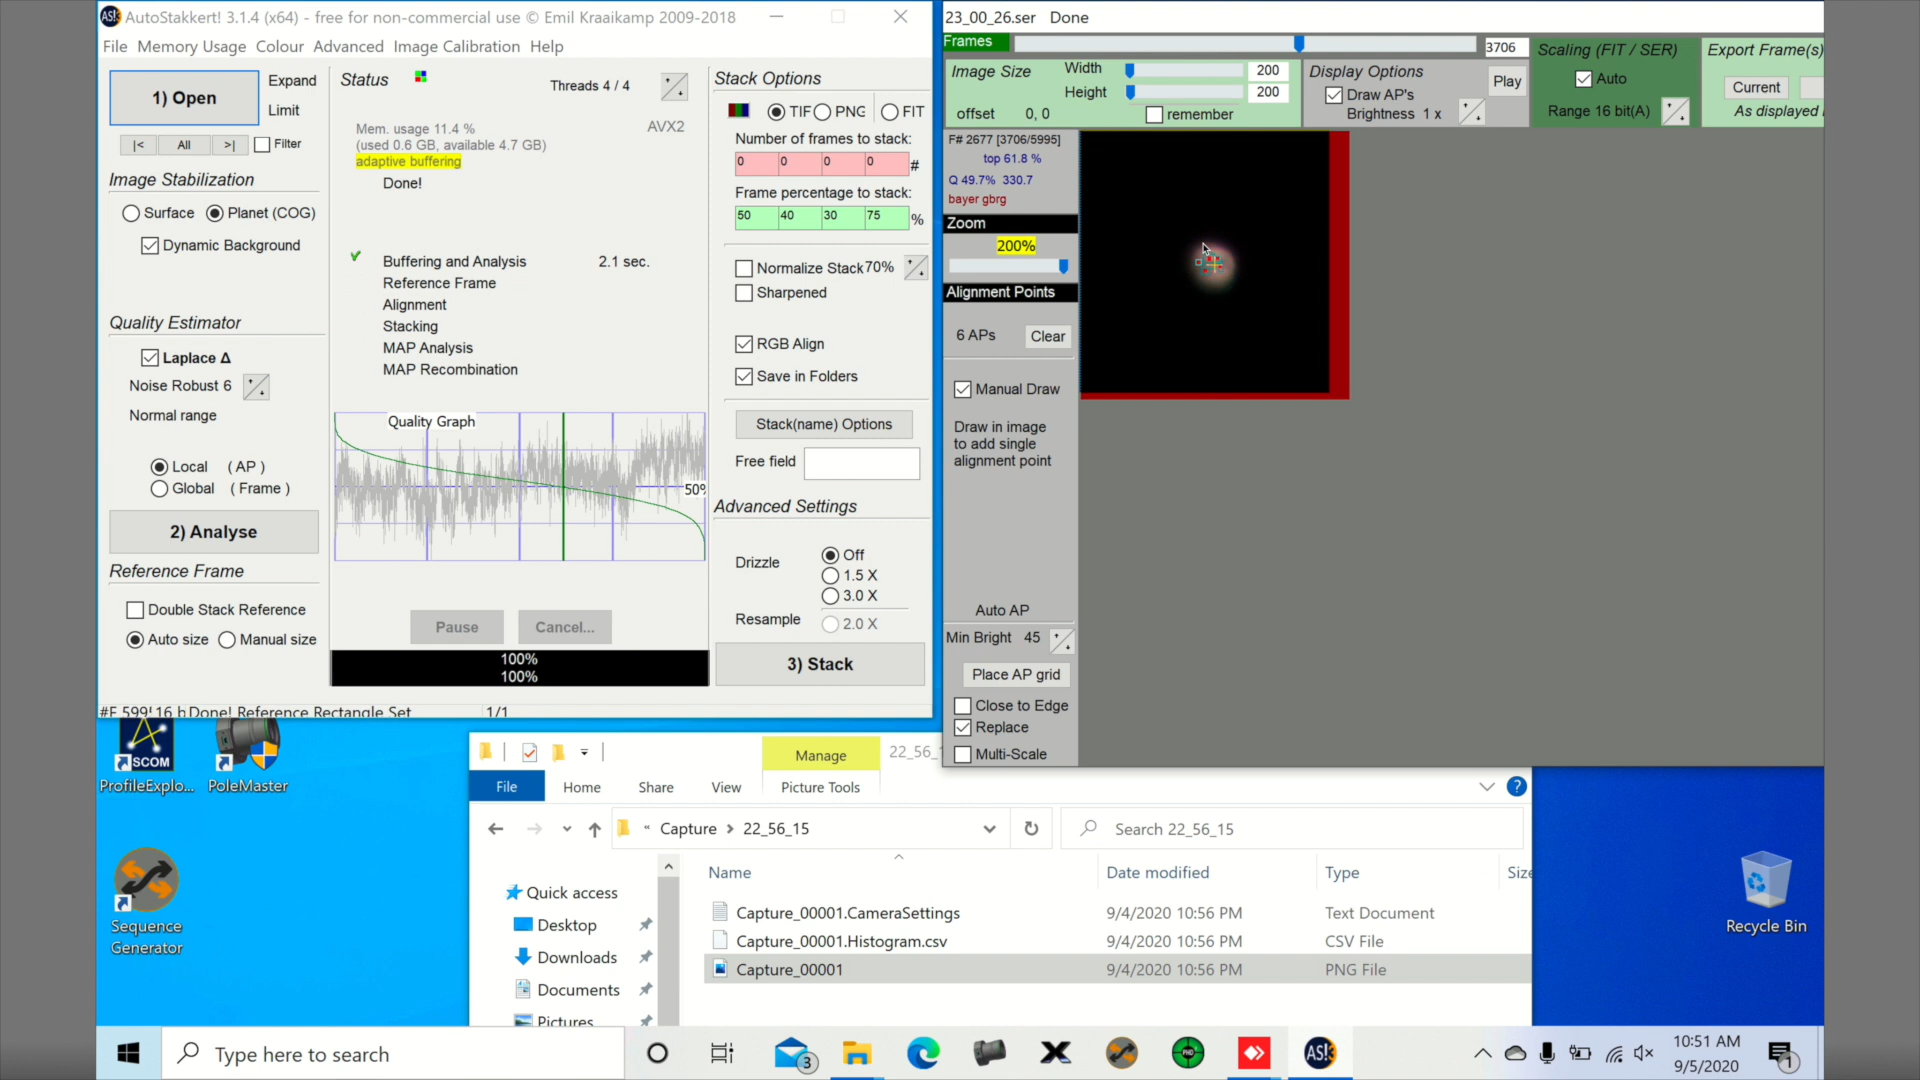 AutoStakkert! 3.1.4 (x64) - free for non-commercial use © Emil Kraaikamp 2009-2018
File Memory Usage Colour Advanced Image Calibration Help
1) Open
Expand
Limit
|<
All
>|
Filter
Image Stabilization
Surface
Planet (COG)
Dynamic Background
Quality Estimator
Laplace Δ
Noise Robust 6
Normal range
Local (AP)
Global (Frame)
2) Analyse
Reference Frame
Double Stack Reference
Auto size
Manual size
Status
Threads 4 / 4
Mem. usage 11.4 %
(used 0.6 GB, available 4.7 GB)
adaptive buffering
AVX2
Done!
Buffering and Analysis 2.1 sec.
Reference Frame
Alignment
Stacking
MAP Analysis
MAP Recombination
Quality Graph
50%
Pause
Cancel...
100%
100%
Done! Reference Rectangle Set 1/1
Stack Options
TIF PNG FIT
Number of frames to stack:
0 0 0 0 #
Frame percentage to stack:
50 40 30 75 %
Normalize Stack 70%
Sharpened
RGB Align
Save in Folders
Stack(name) Options
Free field
Advanced Settings
Drizzle
Off
1.5 X
3.0 X
Resample
2.0 X
3) Stack
23_00_26.ser Done
Frames
3706
Image Size
Width 200
Height 200
offset 0, 0
remember
Display Options
Draw AP's
Brightness 1 x
Play
Scaling (FIT / SER)
Auto
Range 16 bit(A)
Export Frame(s)
Current
As displayed
F# 2677 [3706/5995]
top 61.8 %
Q 49.7% 330.7
bayer gbrg
Zoom
200%
Alignment Points
6 APs
Clear
Manual Draw
Draw in image
to add single
alignment point
Auto AP
Min Bright 45
Place AP grid
Close to Edge
Replace
Multi-Scale
SCOM
ProfileExplo...
PoleMaster
Sequence
Generator
Recycle Bin
Manage
22_56_
File Home Share View Picture Tools
?
« Capture > 22_56_15
Search 22_56_15
Name Date modified Type Size
Quick access
Desktop
Downloads
Documents
Pictures
Capture_00001.CameraSettings 9/4/2020 10:56 PM Text Document
Capture_00001.Histogram.csv 9/4/2020 10:56 PM CSV File
Capture_00001 9/4/2020 10:56 PM PNG File
Type here to search
3
PHD
AS!3
10:51 AM
9/5/2020
1